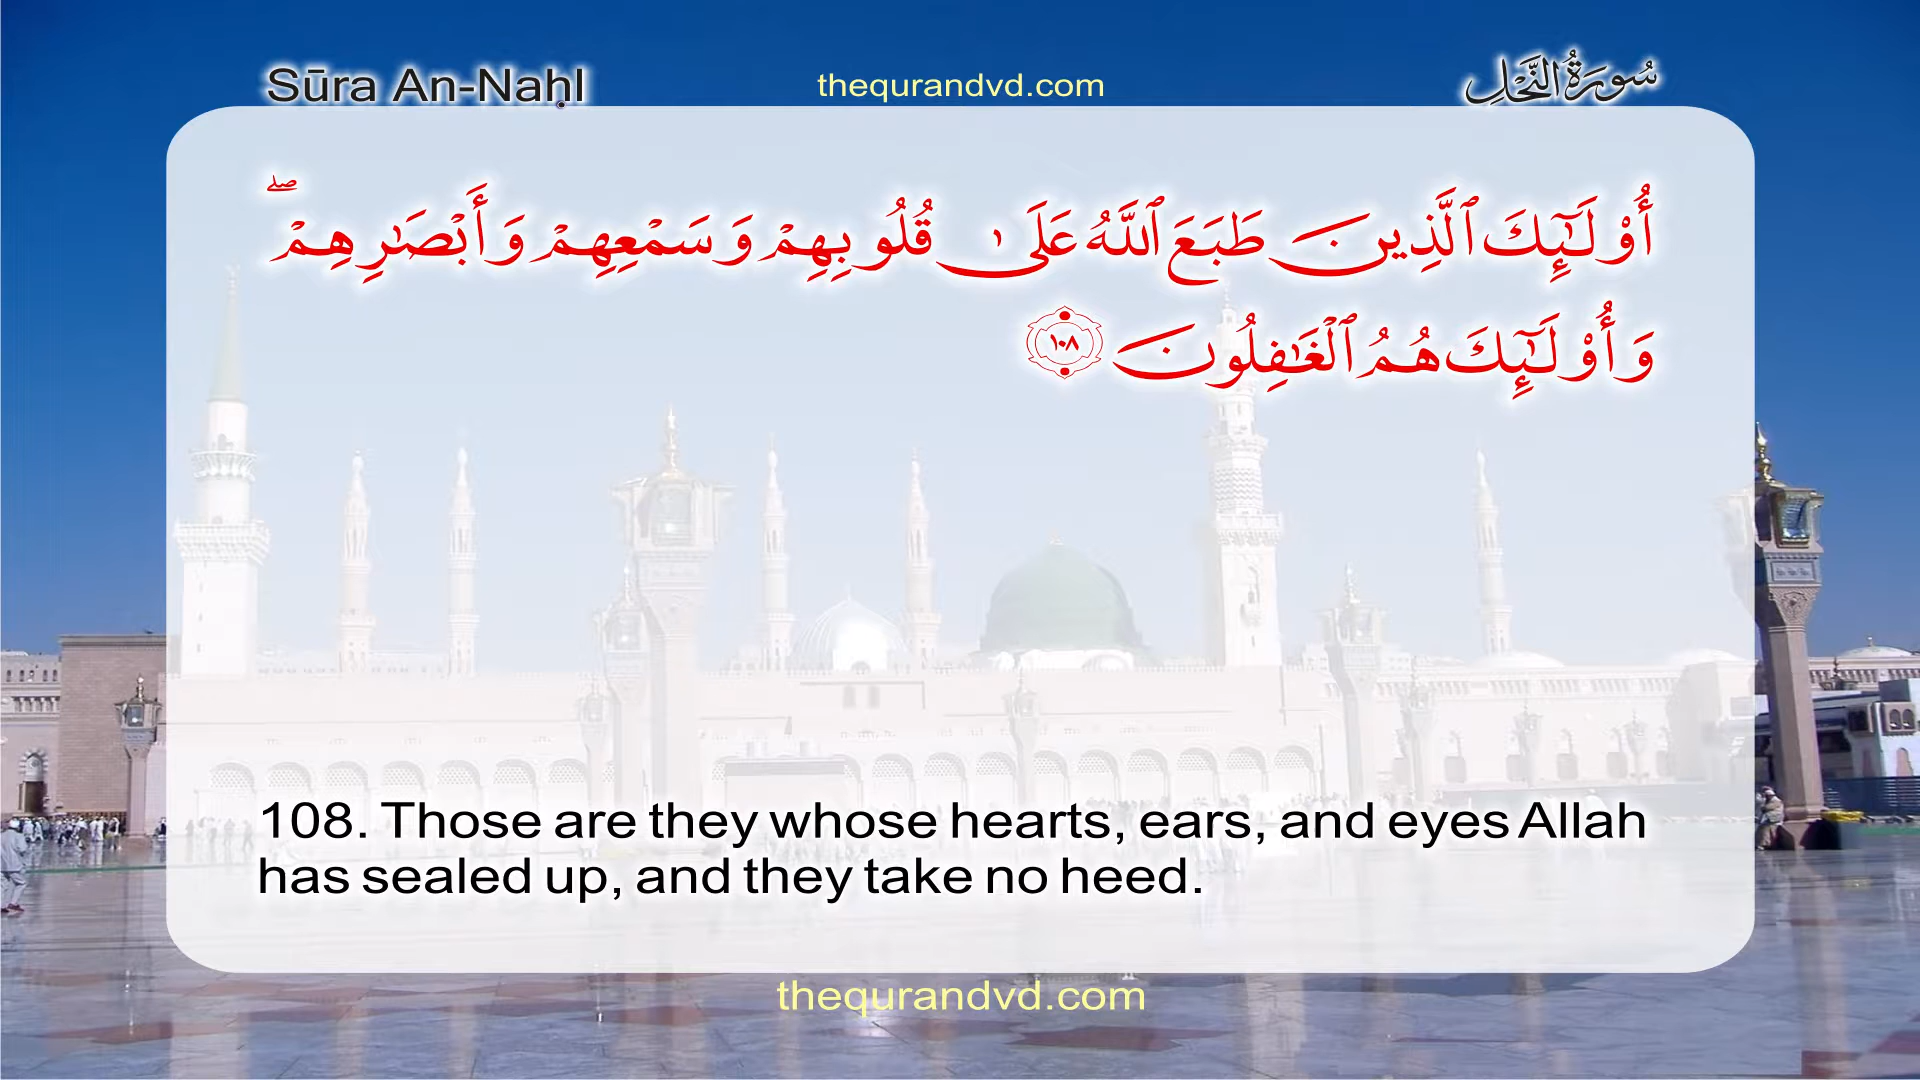 Sūra An-Naḥl
thequrandvd.com
سُورَةُ النَّحْلِ
أُوْلَـٰٓئِكَ ٱلَّذِينَ طَبَعَ ٱللَّهُ عَلَىٰ قُلُوبِهِمْ وَسَمْعِهِمْ وَأَبْصَـٰرِهِمْ ۖ
وَأُوْلَـٰٓئِكَ هُمُ ٱلْغَـٰفِلُونَ ١٠٨
108. Those are they whose hearts, ears, and eyes Allah
has sealed up, and they take no heed.
thequrandvd.com